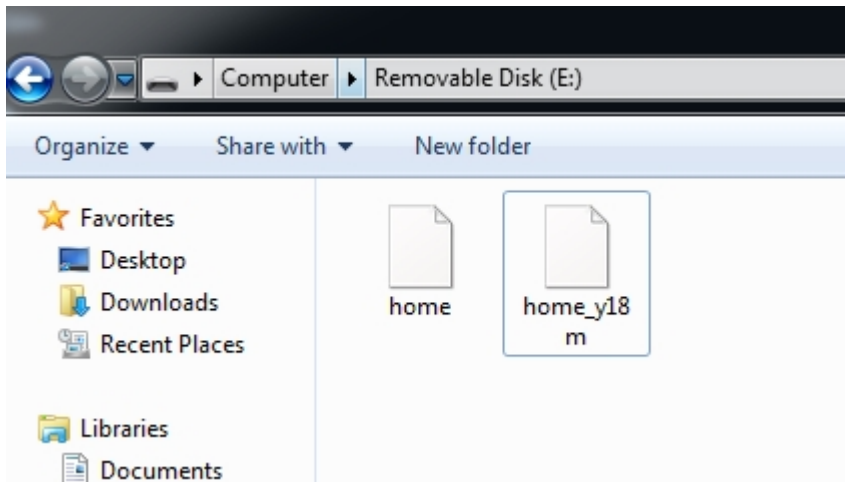 Computer Removable Disk (E:)
Organize Share with New folder
Favorites
Desktop
Downloads
Recent Places
Libraries
Documents
home
home_y18
m